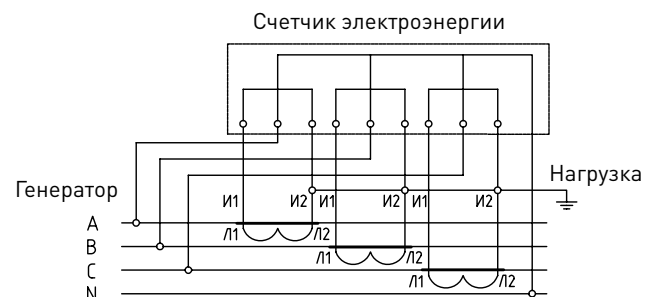 Счетчик электроэнергии
Нагрузка
Генератор
И1 И2 И1 И2 И1 И2
А
Л1 Л2
В
Л1 Л2
С
Л1 Л2
N